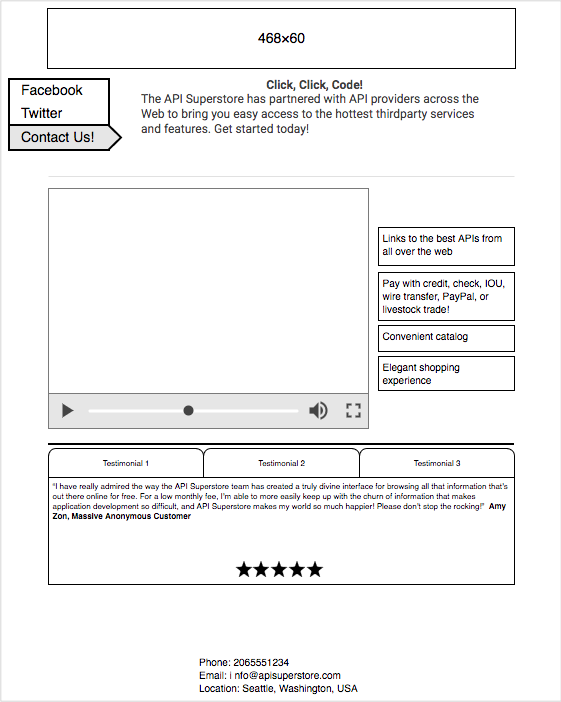 468×60
Facebook
Twitter
Contact Us!
Click, Click, Code!
The API Superstore has partnered with API providers across the
Web to bring you easy access to the hottest thirdparty services
and features. Get started today!
Links to the best APIs from
all over the web
Pay with credit, check, IOU,
wire transfer, PayPal, or
livestock trade!
Convenient catalog
Elegant shopping
experience
Testimonial 1
Testimonial 2
Testimonial 3
"I have really admired the way the API Superstore team has created a truly divine interface for browsing all that information that's
out there online for free. For a low monthly fee, I'm able to more easily keep up with the churn of information that makes
application development so difficult, and API Superstore makes my world so much happier! Please don't stop the rocking!" Amy
Zon, Massive Anonymous Customer
Phone: 2065551234
Email: i nfo@apisuperstore.com
Location: Seattle, Washington, USA